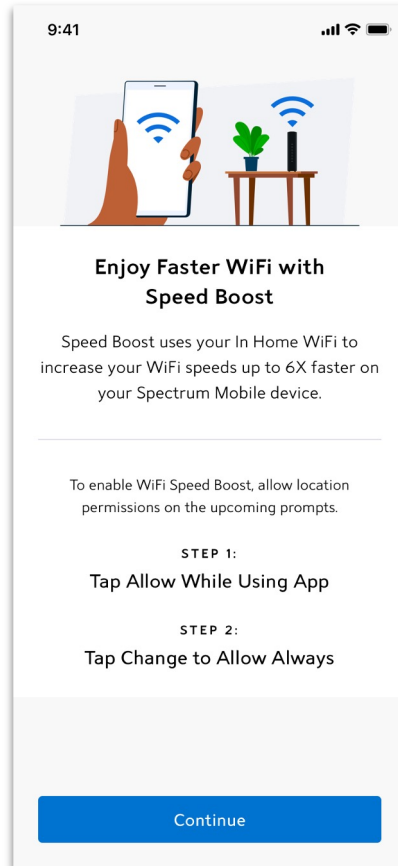 9:41
Enjoy Faster WiFi with
Speed Boost
Speed Boost uses your In Home WiFi to
increase your WiFi speeds up to 6X faster on
your Spectrum Mobile device.
To enable WiFi Speed Boost, allow location
permissions on the upcoming prompts.
STEP 1:
Tap Allow While Using App
STEP 2:
Tap Change to Allow Always
Continue